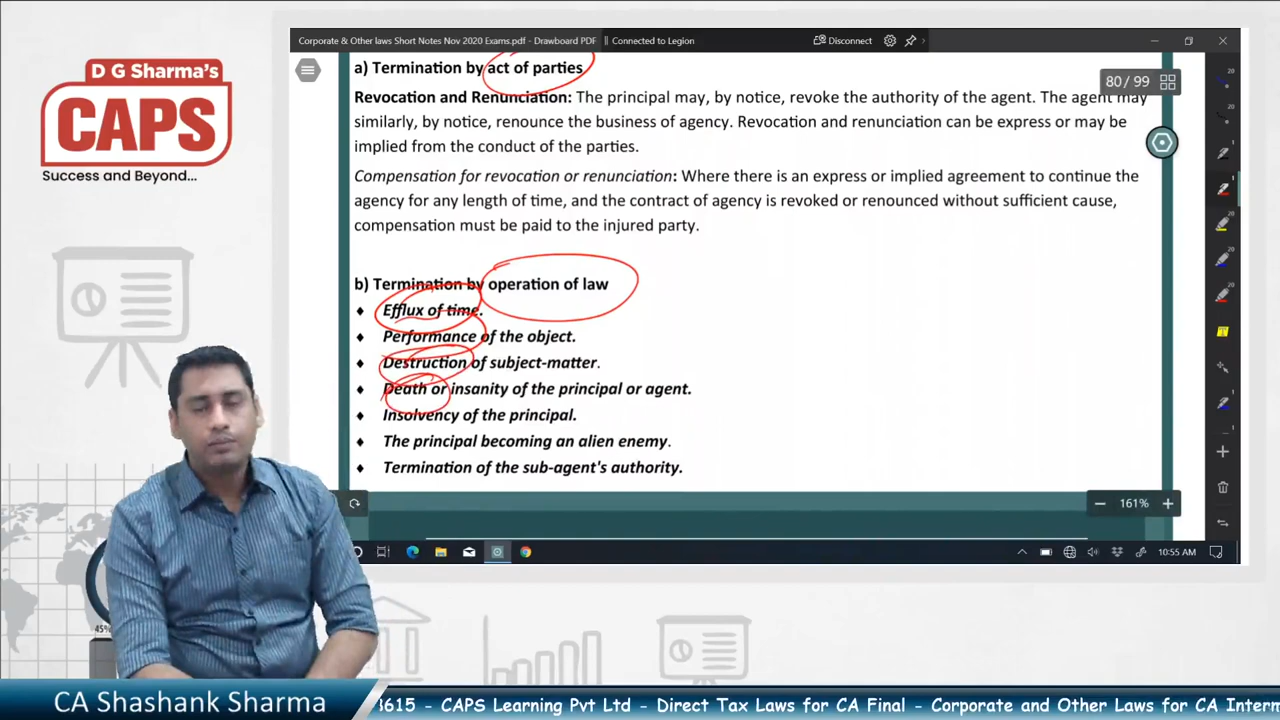 D G Sharma's
CAPS
Success and Beyond...
Corporate & Other laws Short Notes Nov 2020 Exams.pdf - Drawboard PDF
Connected to Legion
Disconnect
80 / 99
a) Termination by act of parties
Revocation and Renunciation: The principal may, by notice, revoke the authority of the agent. The agent may
similarly, by notice, renounce the business of agency. Revocation and renunciation can be express or may be
implied from the conduct of the parties.
Compensation for revocation or renunciation: Where there is an express or implied agreement to continue the
agency for any length of time, and the contract of agency is revoked or renounced without sufficient cause,
compensation must be paid to the injured party.
b) Termination by operation of law
♦ Efflux of time.
♦ Performance of the object.
♦ Destruction of subject-matter.
♦ Death or insanity of the principal or agent.
♦ Insolvency of the principal.
♦ The principal becoming an alien enemy.
♦ Termination of the sub-agent's authority.
161%
10:55 AM
45%
CA Shashank Sharma
3615 - CAPS Learning Pvt Ltd - Direct Tax Laws for CA Final - Corporate and Other Laws for CA Interm